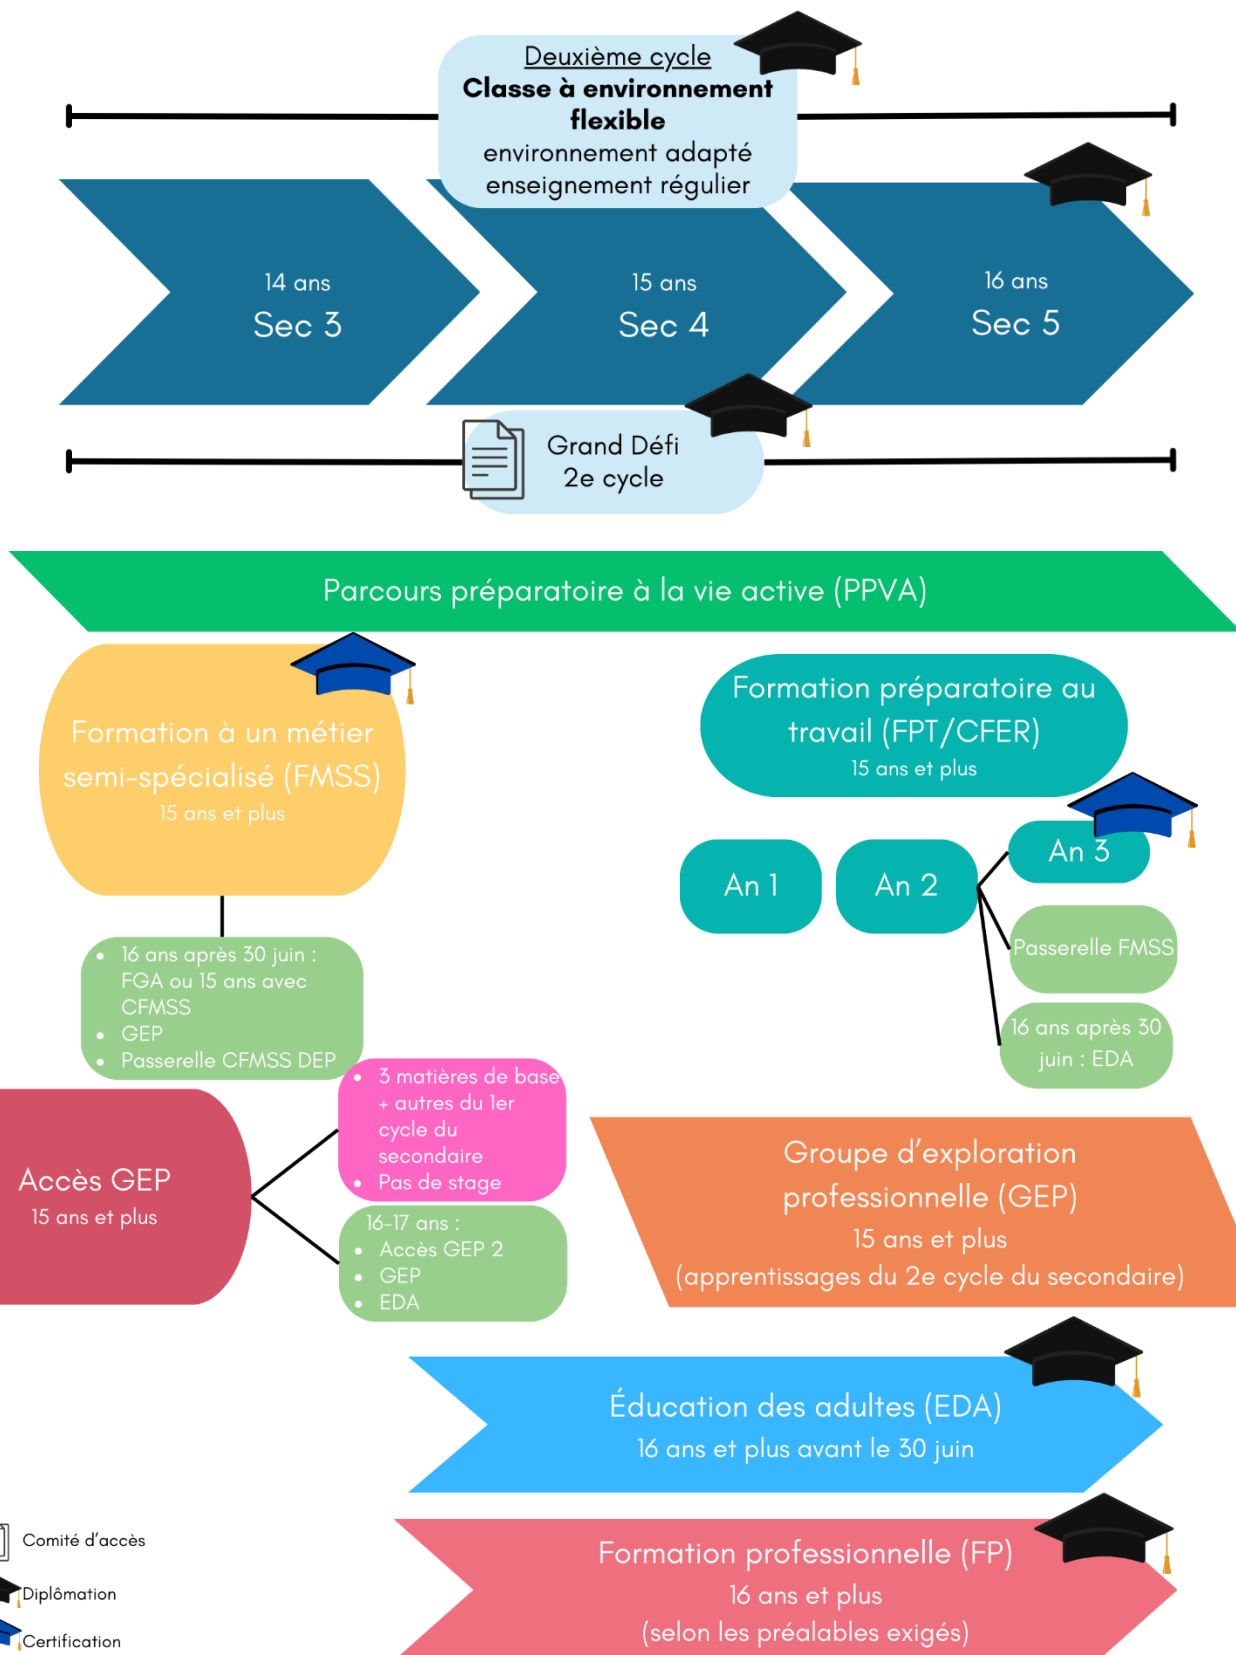 Deuxième cycle
Classe à environnement
flexible
environnement adapté
enseignement régulier
14 ans
Sec 3
15 ans
Sec 4
16 ans
Sec 5
Grand Défi
2e cycle
Parcours préparatoire à la vie active (PPVA)
Formation à un métier
semi-spécialisé (FMSS)
15 ans et plus
• 16 ans après 30 juin :
FGA ou 15 ans avec
CFMSS
• GEP
• Passerelle CFMSS DEP
Formation préparatoire au
travail (FPT/CFER)
15 ans et plus
An 1
An 2
An 3
Passerelle FMSS
16 ans après 30
juin : EDA
Accès GEP
15 ans et plus
• 3 matières de base
+ autres du 1er
cycle du
secondaire
• Pas de stage
16-17 ans :
• Accès GEP 2
• GEP
• EDA
Groupe d'exploration
professionnelle (GEP)
15 ans et plus
(apprentissages du 2e cycle du secondaire)
Éducation des adultes (EDA)
16 ans et plus avant le 30 juin
Formation professionnelle (FP)
16 ans et plus
(selon les préalables exigés)
Comité d'accès
Diplômation
Certification